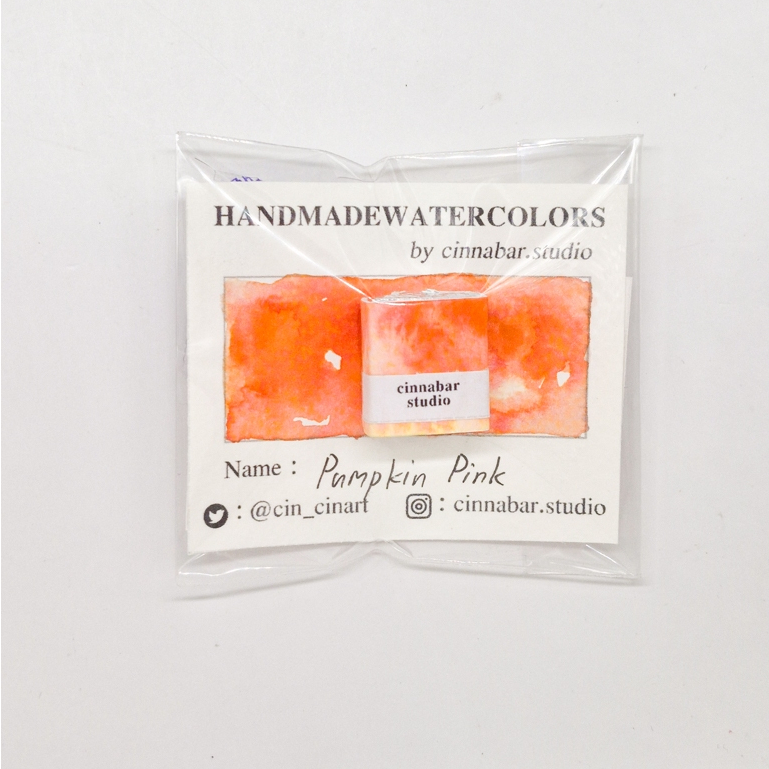 HANDMADEWATERCOLORS
by cinnabar.studio
cinnabar
studio
Name : Pumpkin Pink
: @cin_cinart
: cinnabar.studio